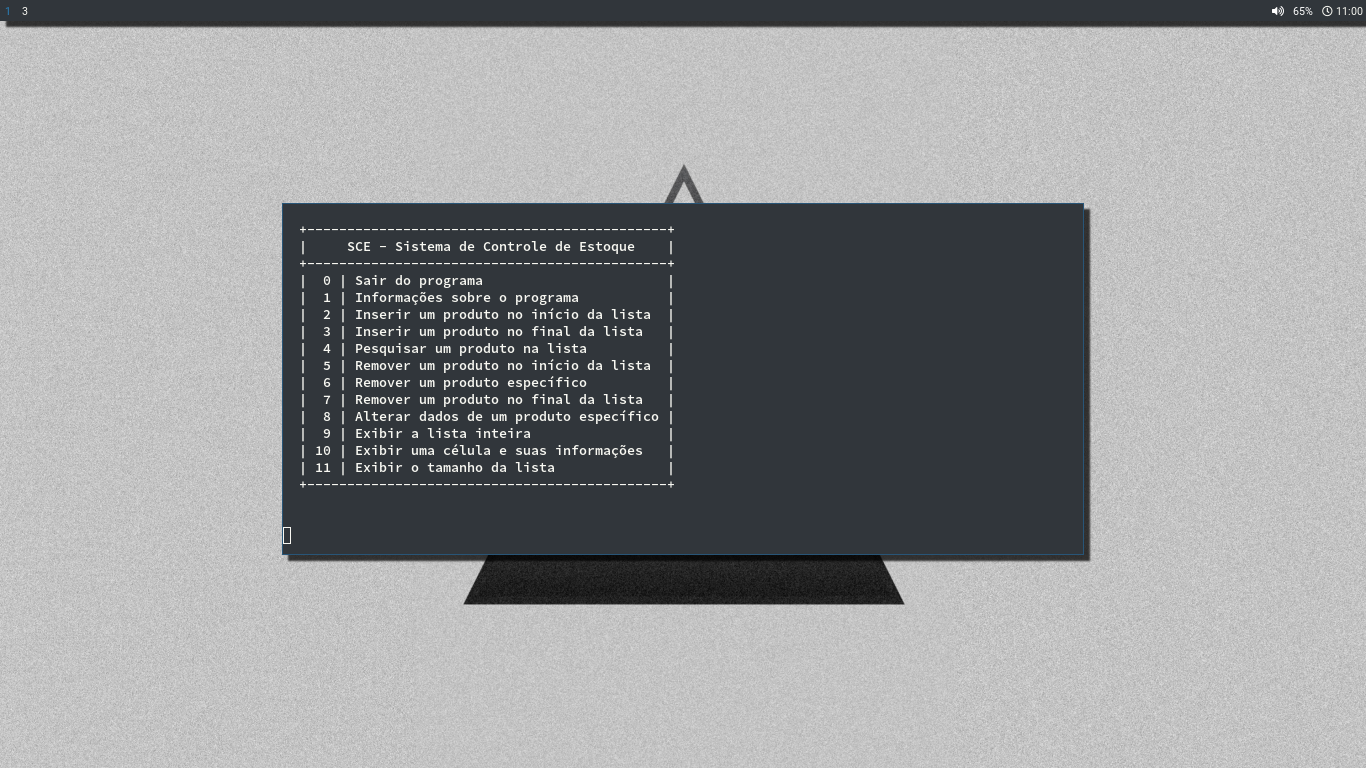 1 3 65% 11:00
+---------------------------------------------+
|     SCE - Sistema de Controle de Estoque    |
+---------------------------------------------+
|  0 | Sair do programa                       |
|  1 | Informações sobre o programa           |
|  2 | Inserir um produto no início da lista  |
|  3 | Inserir um produto no final da lista   |
|  4 | Pesquisar um produto na lista          |
|  5 | Remover um produto no início da lista  |
|  6 | Remover um produto específico          |
|  7 | Remover um produto no final da lista   |
|  8 | Alterar dados de um produto específico |
|  9 | Exibir a lista inteira                 |
| 10 | Exibir uma célula e suas informações   |
| 11 | Exibir o tamanho da lista              |
+---------------------------------------------+